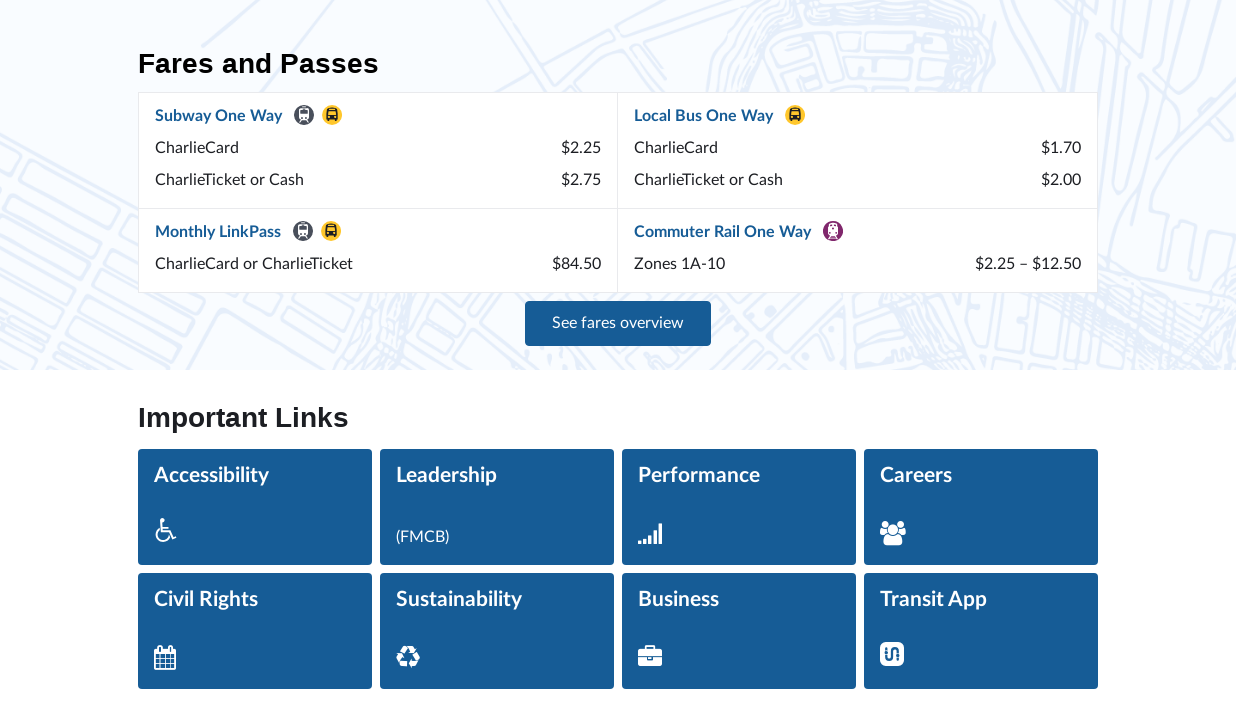 Fares and Passes
Subway One Way
CharlieCard $2.25
CharlieTicket or Cash $2.75
Local Bus One Way
CharlieCard $1.70
CharlieTicket or Cash $2.00
Monthly LinkPass
CharlieCard or CharlieTicket $84.50
Commuter Rail One Way
Zones 1A-10 $2.25 – $12.50
See fares overview
Important Links
Accessibility
Leadership
(FMCB)
Performance
Careers
Civil Rights
Sustainability
Business
Transit App